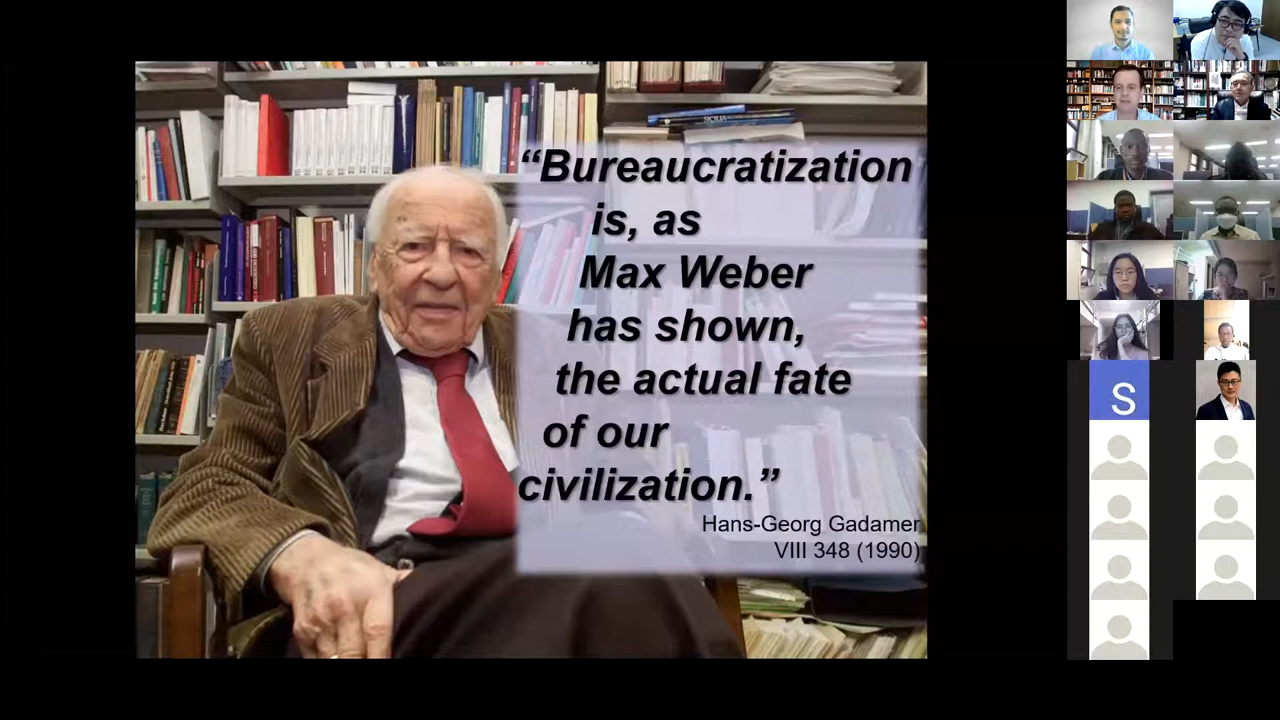 “Bureaucratization
is, as
Max Weber
has shown,
the actual fate
of our
civilization.”
Hans-Georg Gadamer
VIII 348 (1990)
SICILIA
S